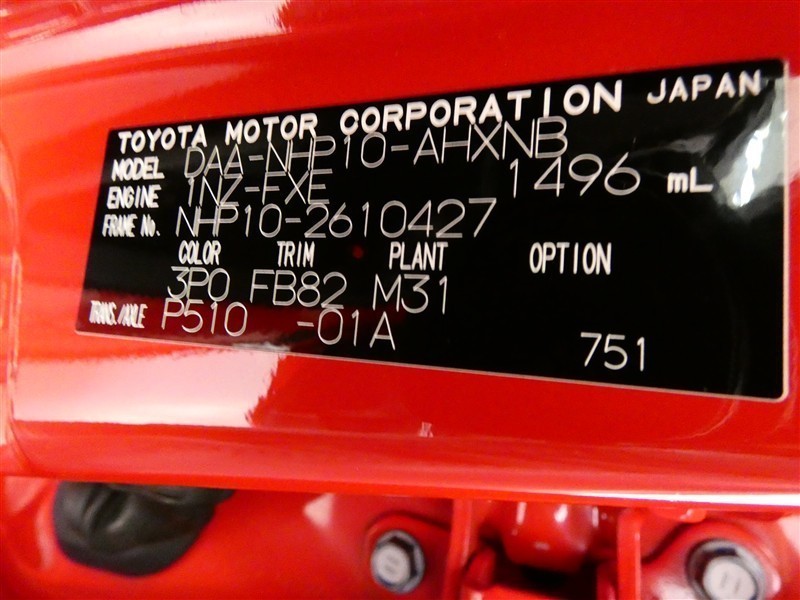 TOYOTA MOTOR CORPORATION JAPAN
MODEL DAA-NHP10-AHXNB
ENGINE 1NZ-FXE 1496 mL
FRAME No. NHP10-2610427
COLOR TRIM PLANT OPTION
3P0 FB82 M31
TRANS./AXLE P510 -01A 751